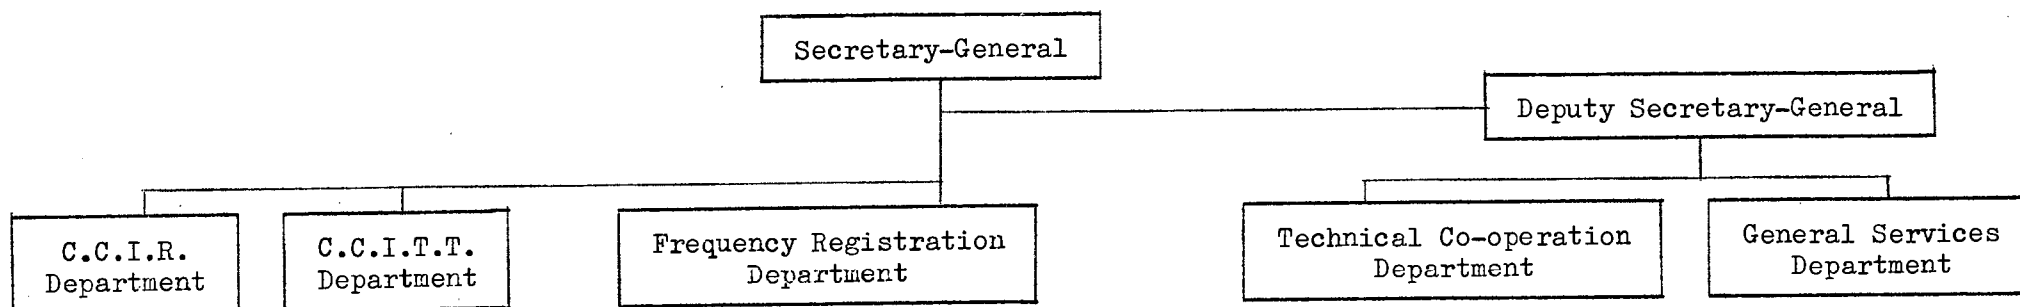 Secretary-General
Deputy Secretary-General
C.C.I.R.
Department
C.C.I.T.T.
Department
Frequency Registration
Department
Technical Co-operation
Department
General Services
Department